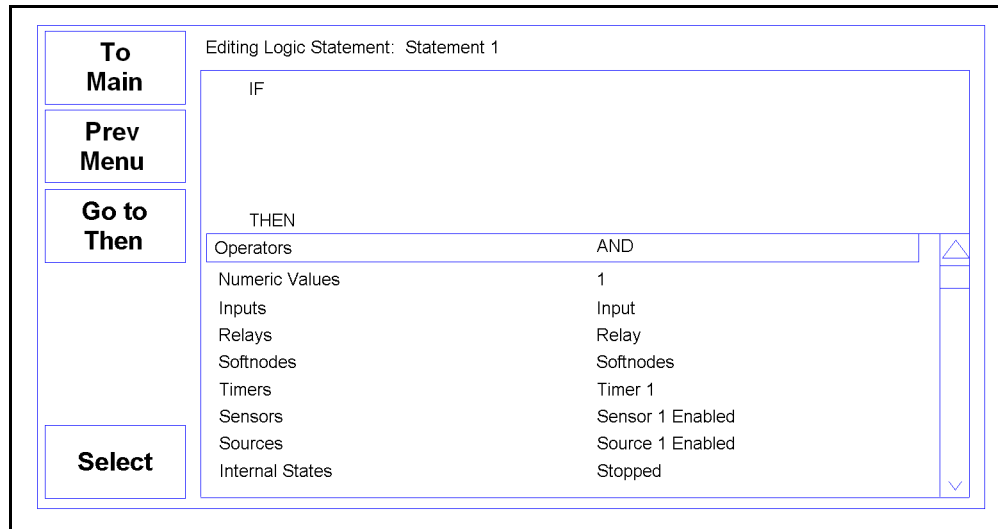 To
Main
Prev
Menu
Go to
Then
Select
Editing Logic Statement: Statement 1
IF
THEN
Operators AND
Numeric Values 1
Inputs Input
Relays Relay
Softnodes Softnodes
Timers Timer 1
Sensors Sensor 1 Enabled
Sources Source 1 Enabled
Internal States Stopped